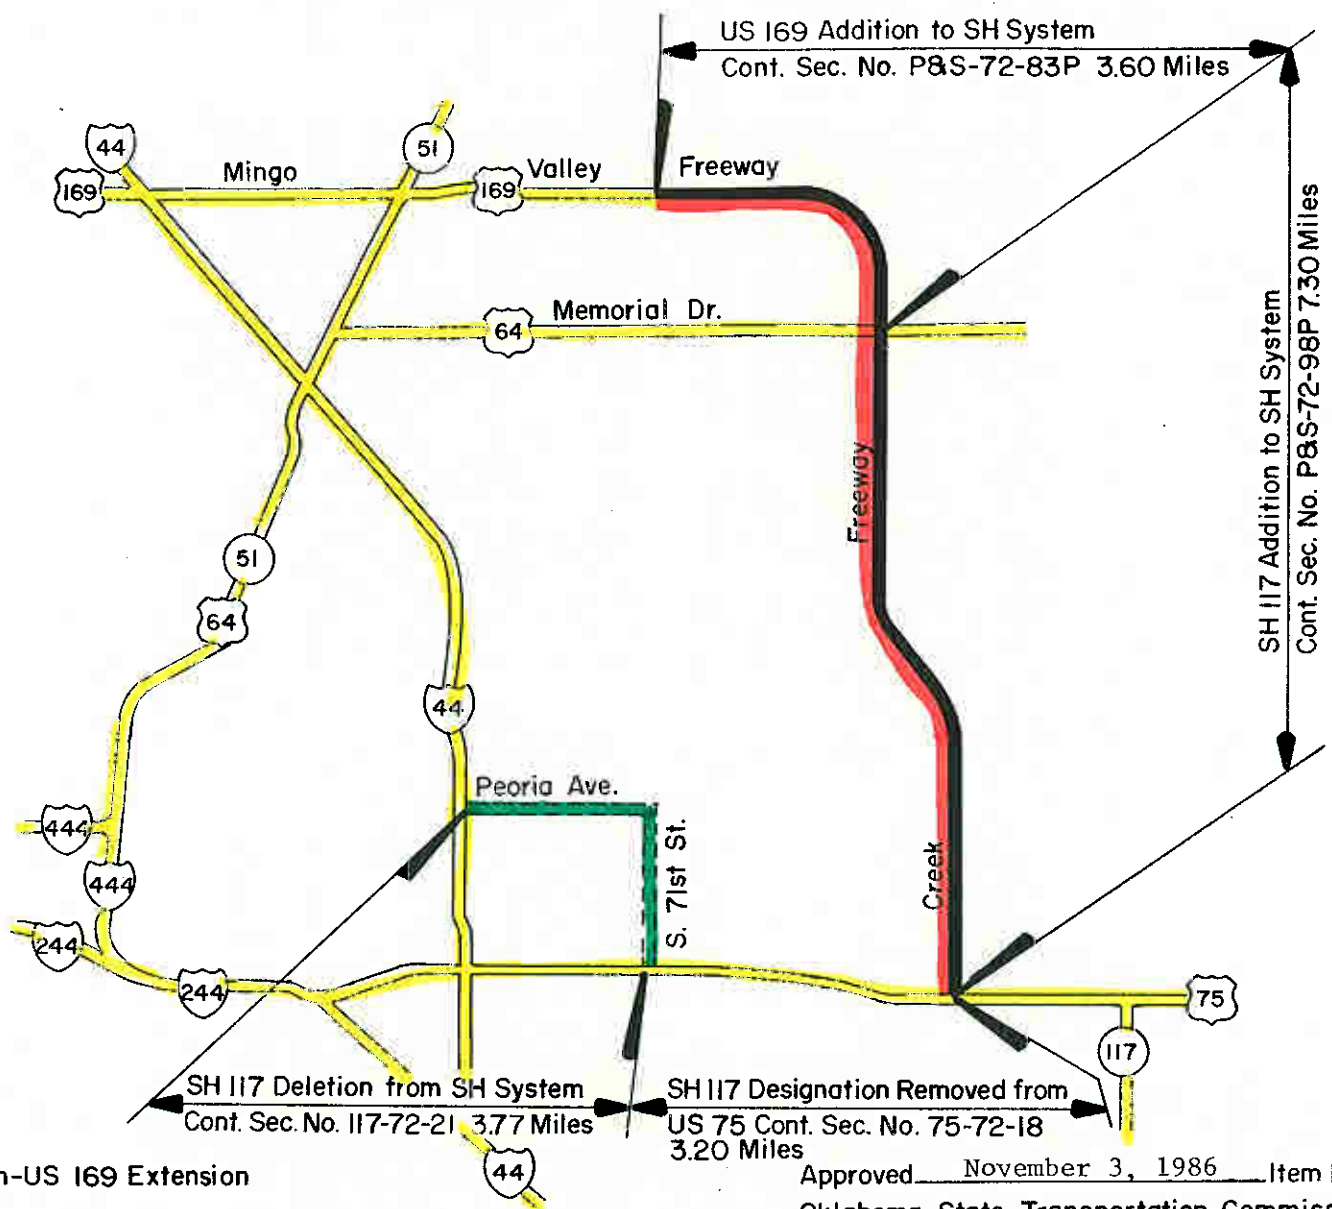 US 169 Addition to SH System
Cont. Sec. No. P&S-72-83P 3.60 Miles
44
51
169
Mingo
169
Valley
Freeway
64
Memorial Dr.
SH 117 Addition to SH System
Cont. Sec. No. P&S-72-98P 7.30 Miles
Freeway
51
64
44
Peoria Ave.
444
444
S. 71st St.
Creek
244
244
75
117
SH 117 Deletion from SH System
Cont. Sec. No. 117-72-21 3.77 Miles
SH 117 Designation Removed from
US 75 Cont. Sec. No. 75-72-18
3.20 Miles
44
n-US 169 Extension
Approved November 3, 1986 Item
Oklahoma State Transportation Commiss